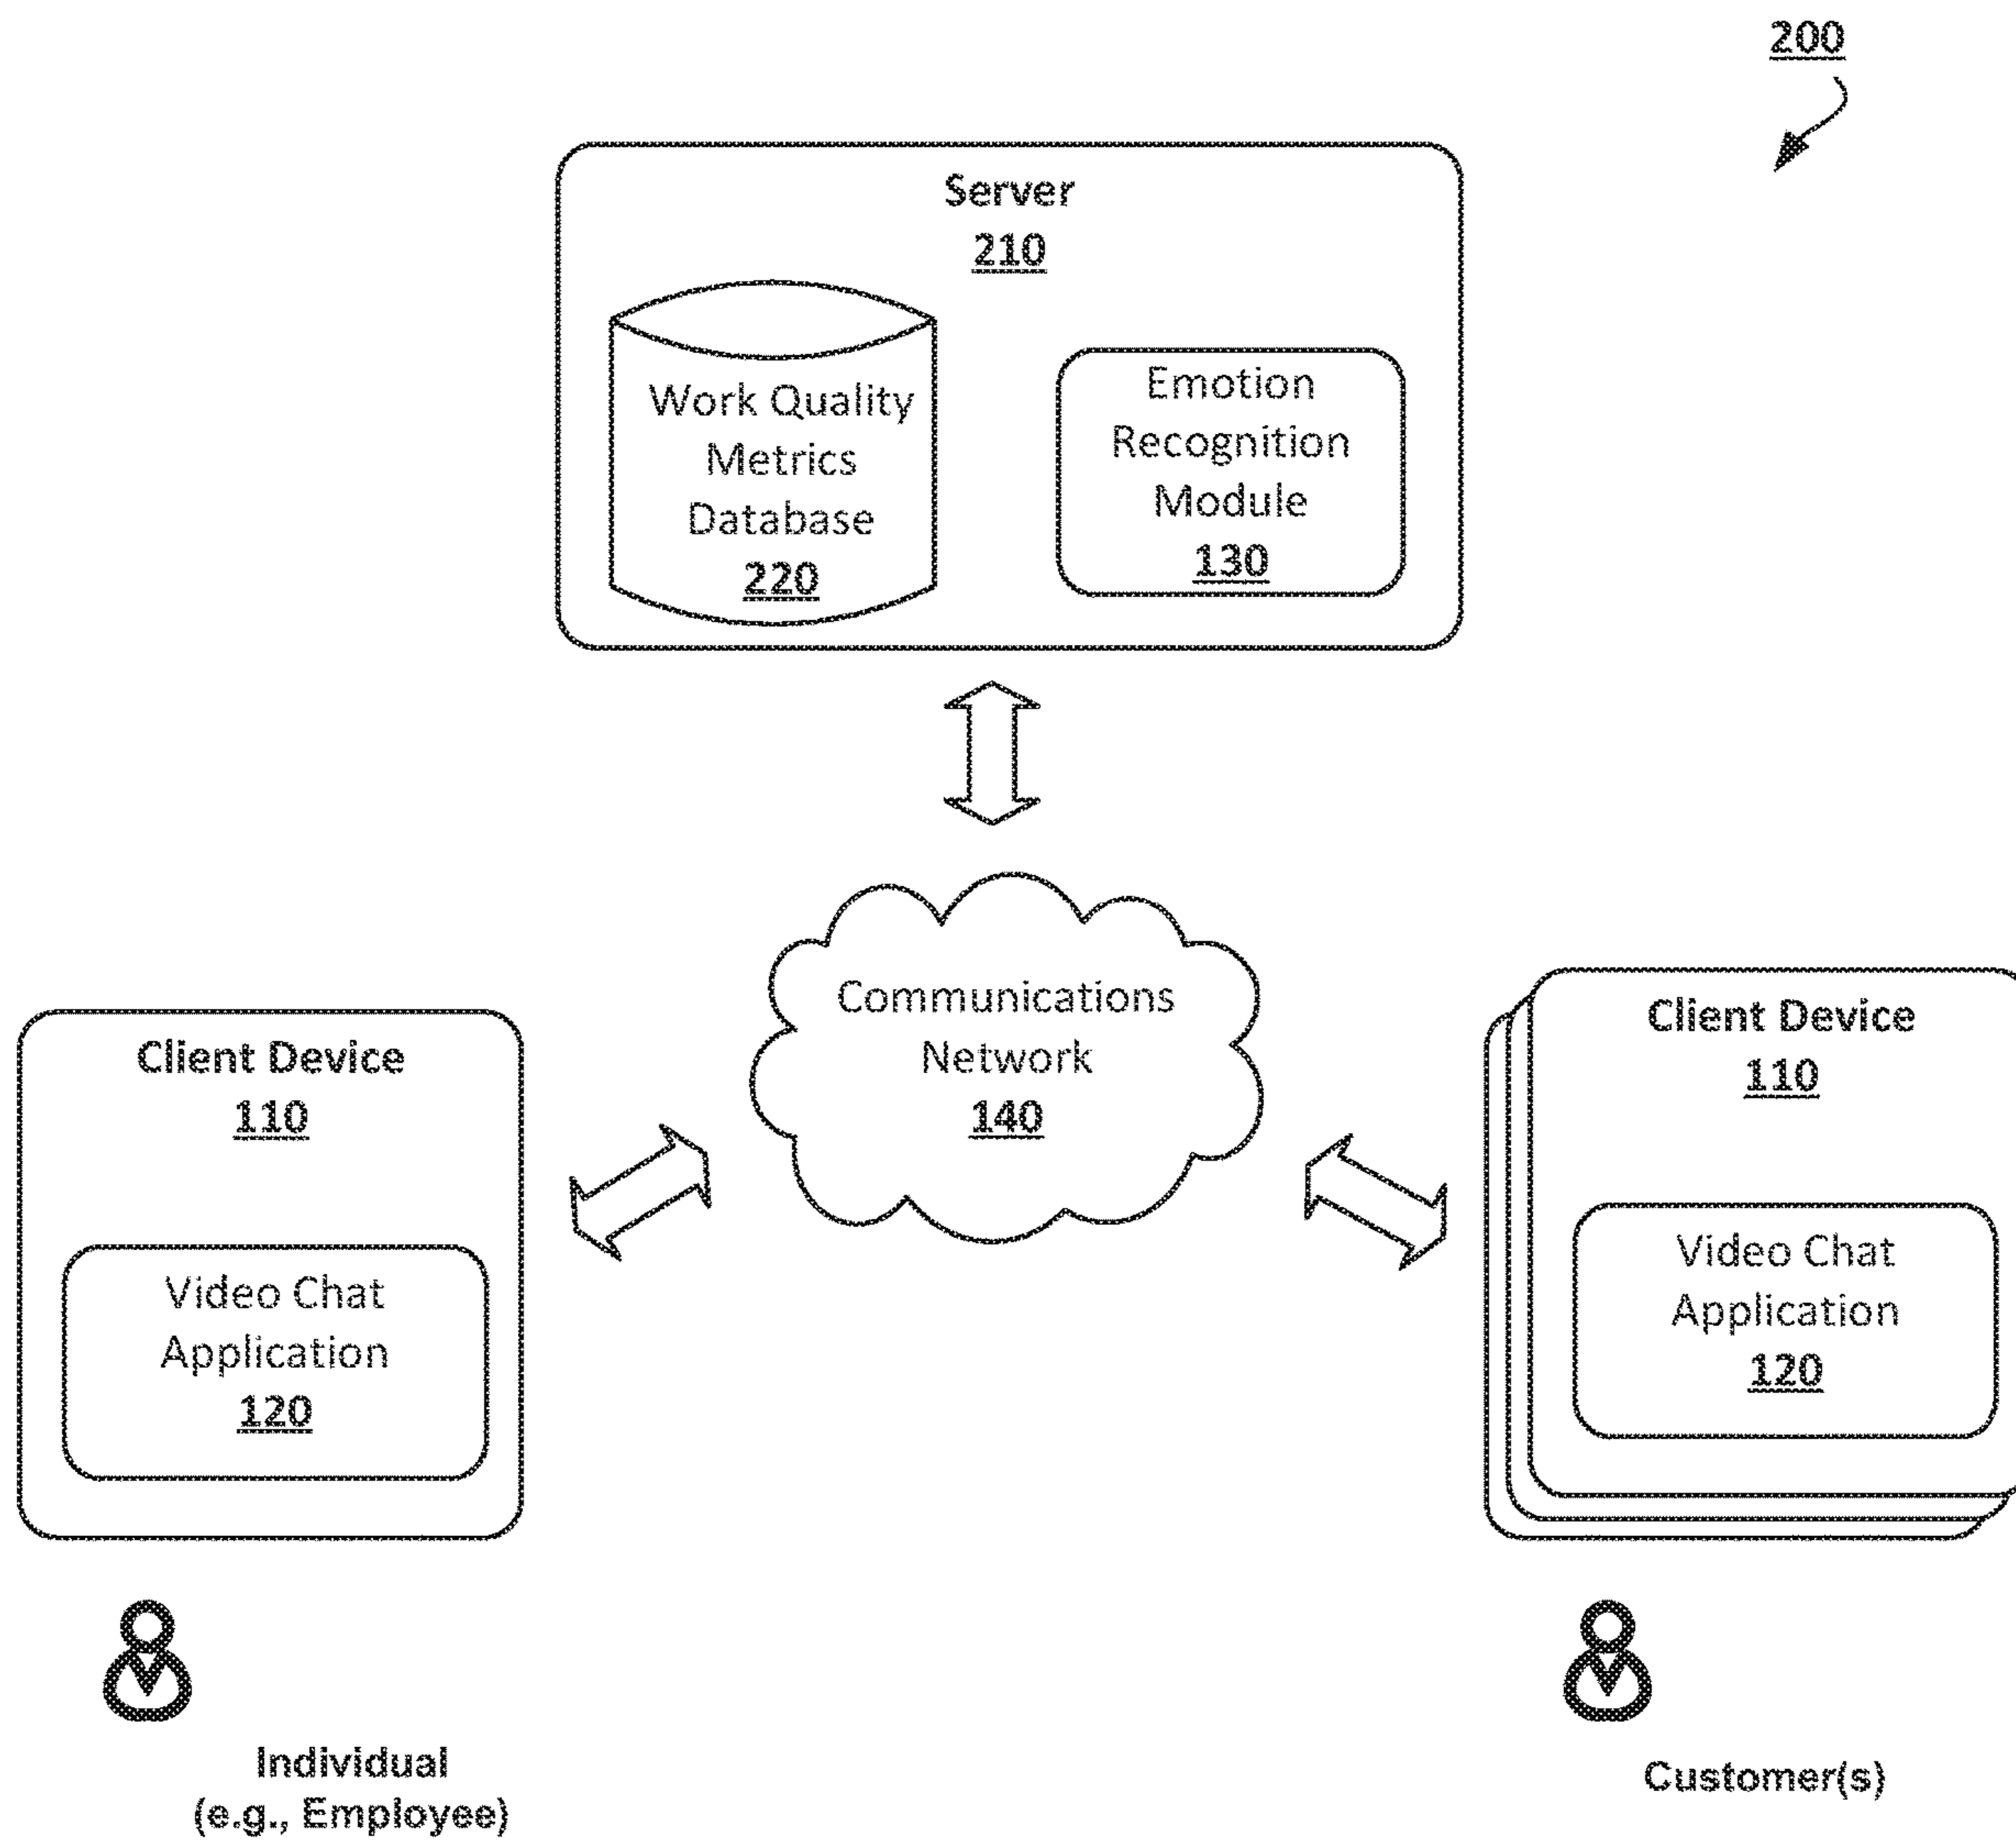 200
Server
210
Work Quality
Metrics
Database
220
Emotion
Recognition
Module
130
Communications
Network
140
Client Device
110
Video Chat
Application
120
Client Device
110
Video Chat
Application
120
Individual
(e.g., Employee)
Customer(s)